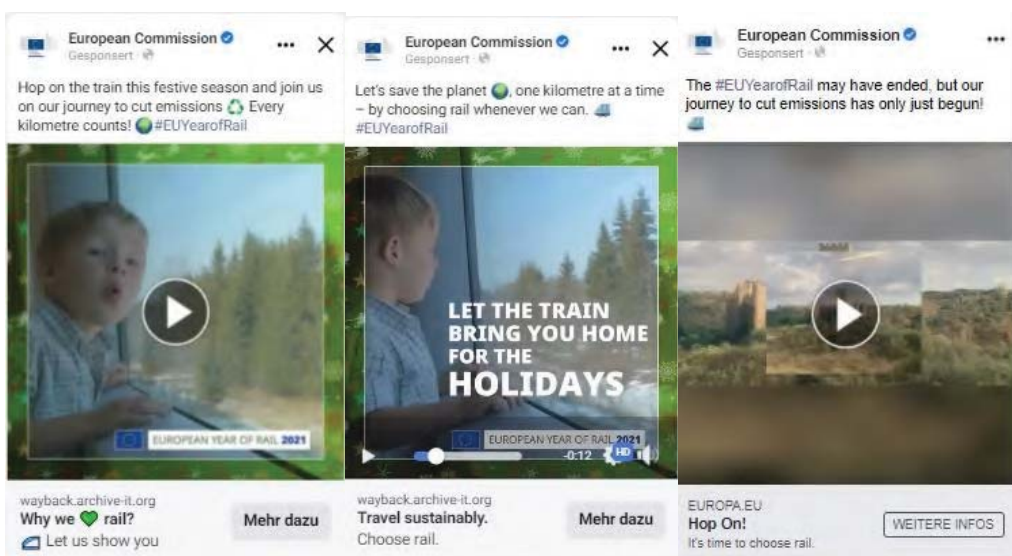 European Commission
Gesponsert
Hop on the train this festive season and join us
on our journey to cut emissions ♻️ Every
kilometre counts! 🌍 #EUYearofRail
EUROPEAN YEAR OF RAIL 2021
wayback.archive-it.org
Why we 💚 rail?
🚄 Let us show you
Mehr dazu
European Commission
Gesponsert
Let's save the planet 🌍, one kilometre at a time
– by choosing rail whenever we can. 🚄
#EUYearofRail
LET THE TRAIN
BRING YOU HOME
FOR THE
HOLIDAYS
EUROPEAN YEAR OF RAIL 2021
-0:12
HD
wayback.archive-it.org
Travel sustainably.
Choose rail.
Mehr dazu
European Commission
Gesponsert
The #EUYearofRail may have ended, but our
journey to cut emissions has only just begun!
🚄
EUROPA.EU
Hop On!
It's time to choose rail.
WEITERE INFOS